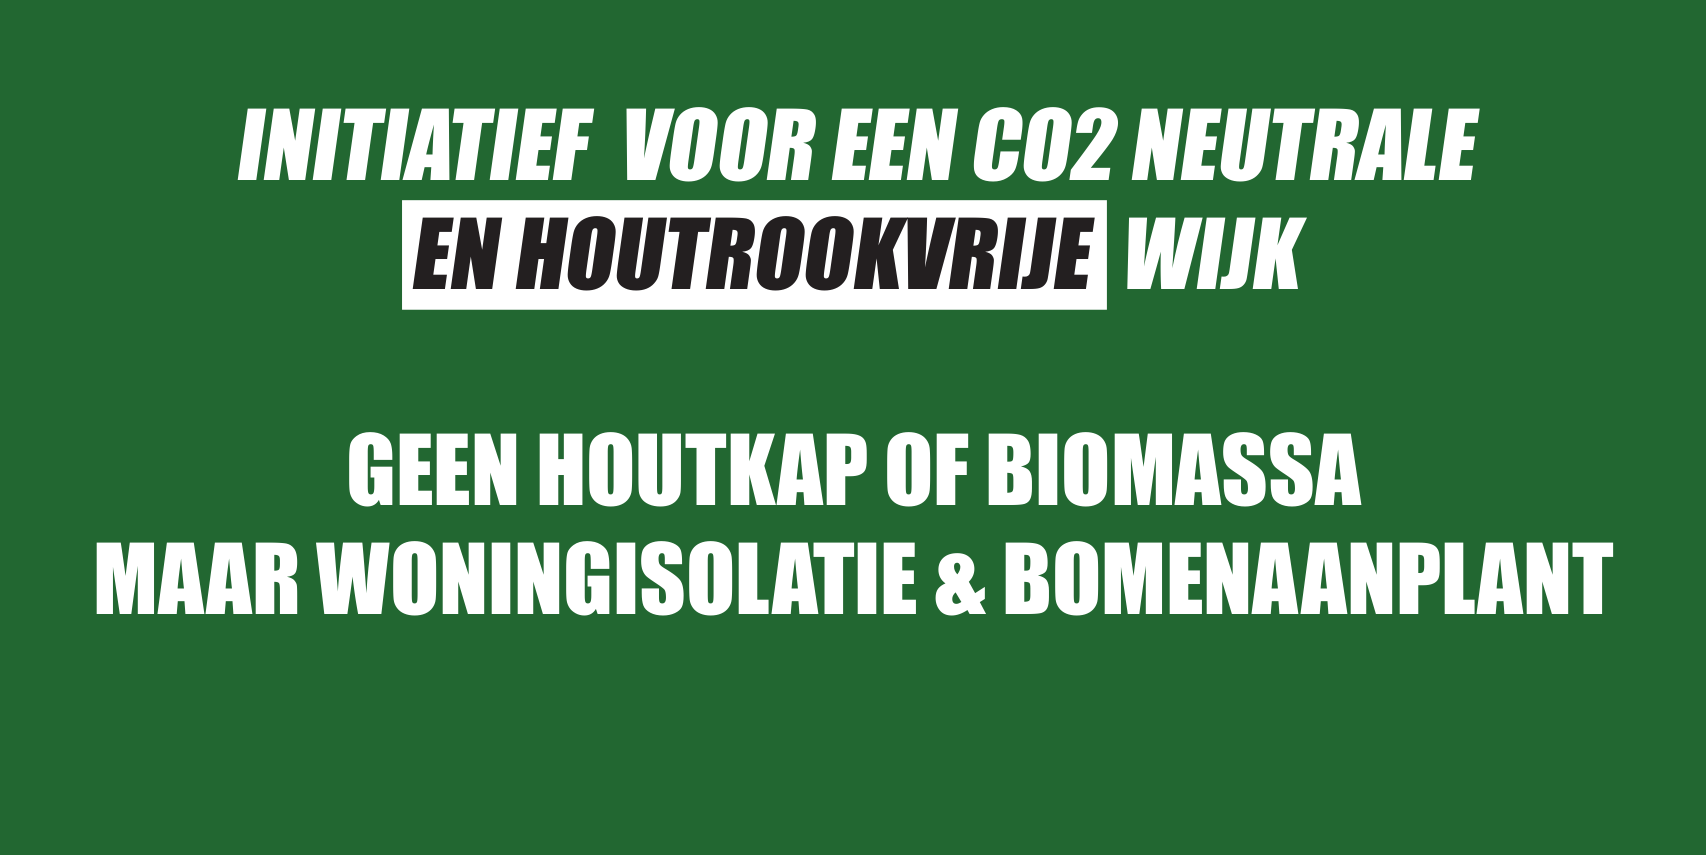 INITIATIEF VOOR EEN CO2 NEUTRALE
EN HOUTROOKVRIJE WIJK
GEEN HOUTKAP OF BIOMASSA
MAAR WONINGISOLATIE & BOMENAANPLANT